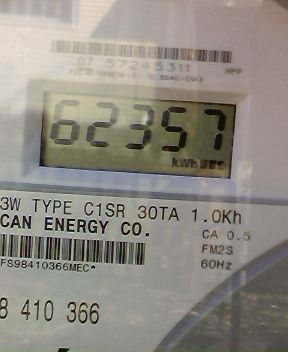 07 57245311
62357
kWh
3W TYPE C1SR 30TA 1.0Kh
CAN ENERGY CO.
CA 0.5
FM2S
FS98410366MEC*
60Hz
8 410 366